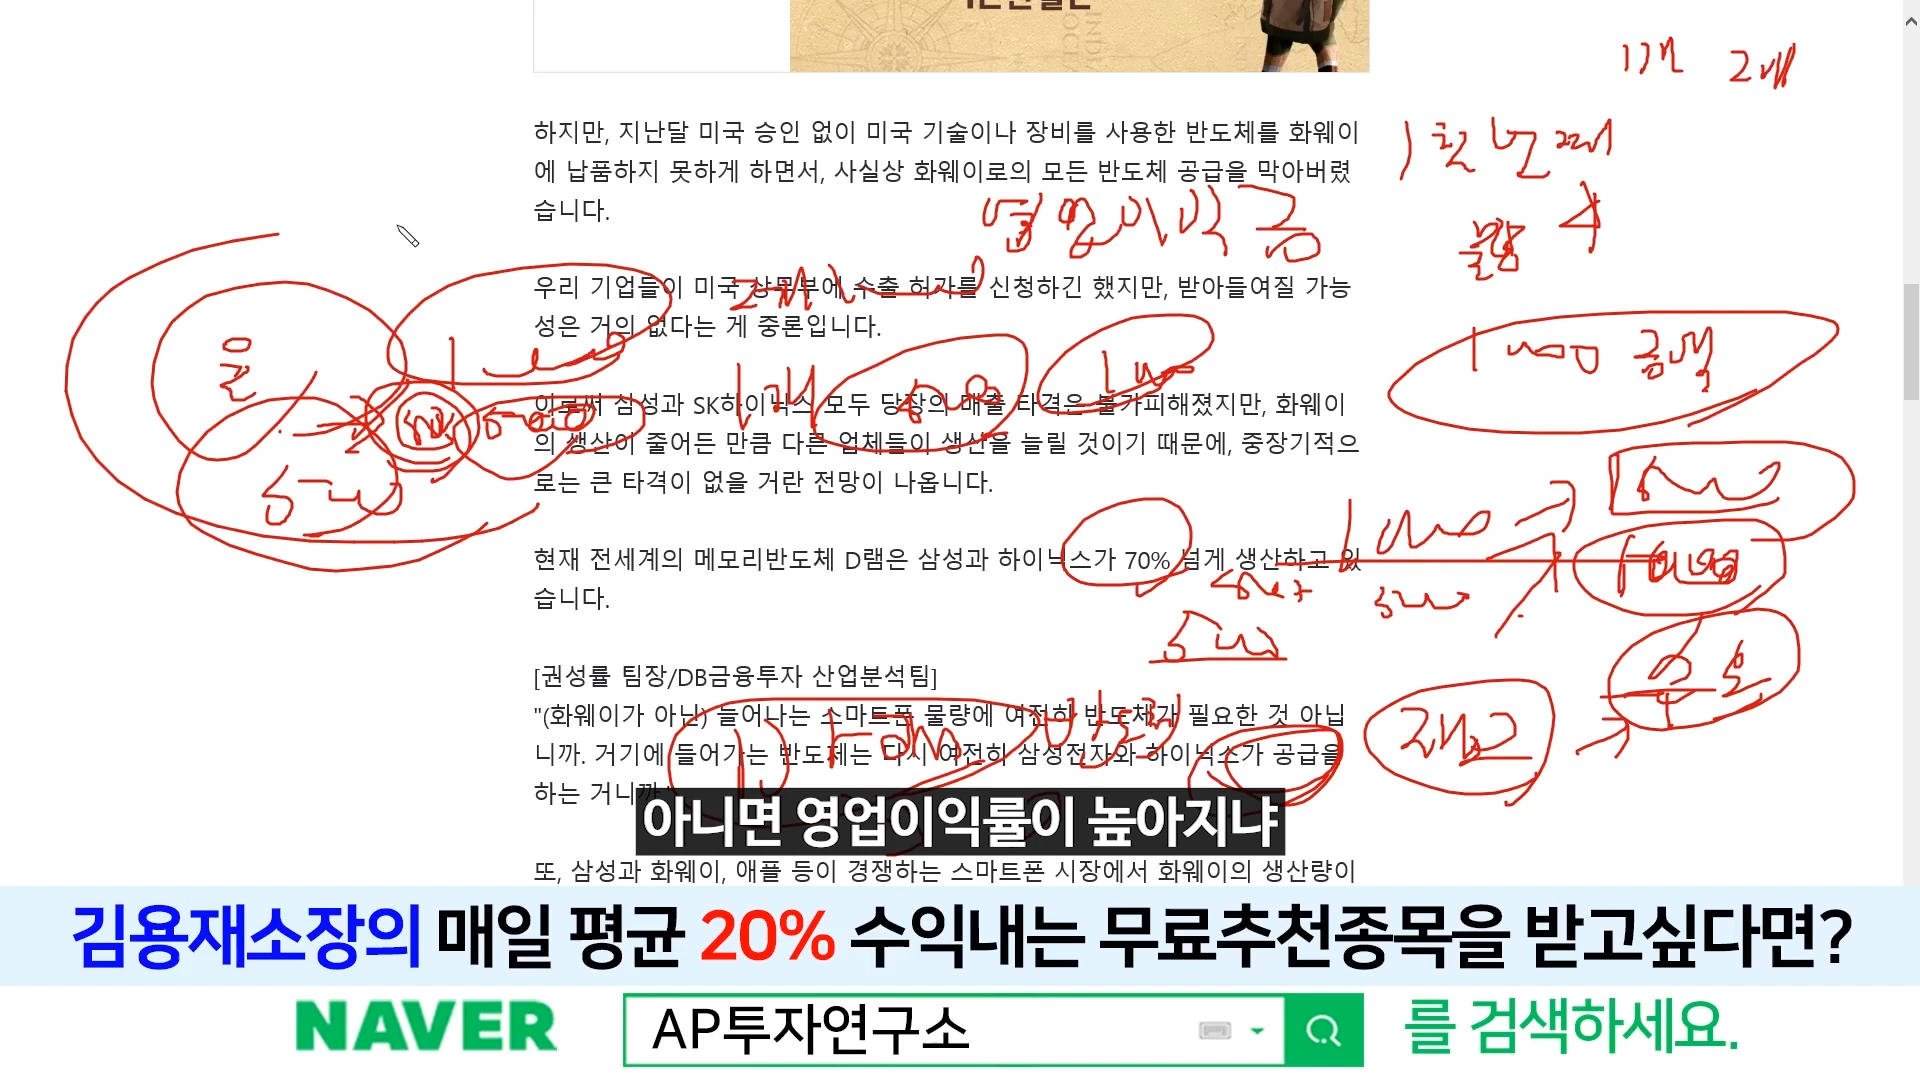 하지만, 지난달 미국 승인 없이 미국 기술이나 장비를 사용한 반도체를 화웨이
에 납품하지 못하게 하면서, 사실상 화웨이로의 모든 반도체 공급을 막아버렸
습니다.
영업이익 금
우리 기업들이 미국 상무부에 수출 허가를 신청하긴 했지만, 받아들여질 가능
성은 거의 없다는 게 중론입니다.
이로써 삼성과 SK하이닉스 모두 당장의 매출 타격은 불가피해졌지만, 화웨이
의 생산이 줄어든 만큼 다른 업체들이 생산을 늘릴 것이기 때문에, 중장기적으
로는 큰 타격이 없을 거란 전망이 나옵니다.
현재 전세계의 메모리반도체 D램은 삼성과 하이닉스가 70% 넘게 생산하고 있
습니다.
[권성률 팀장/DB금융투자 산업분석팀]
"(화웨이가 아닌) 늘어나는 스마트폰 물량에 여전히 반도체가 필요한 것 아닙
니까. 거기에 들어가는 반도체는 다시 여전히 삼성전자와 하이닉스가 공급을
하는 거니까
재고
아니면 영업이익률이 높아지냐
또, 삼성과 화웨이, 애플 등이 경쟁하는 스마트폰 시장에서 화웨이의 생산량이
김용재소장의 매일 평균 20% 수익내는 무료추천종목을 받고싶다면?
NAVER AP투자연구소 를 검색하세요.